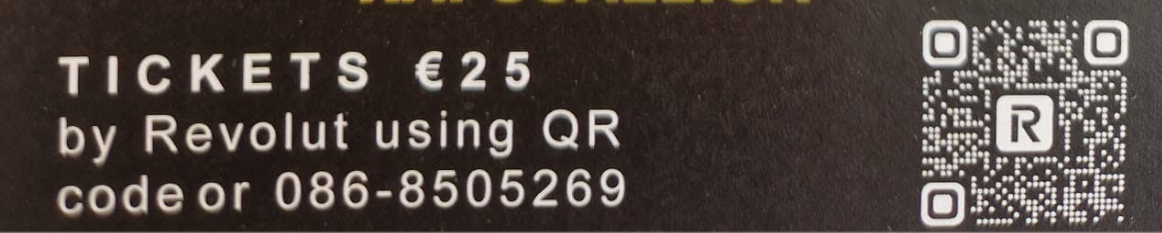 TICKETS €25
by Revolut using QR
code or 086-8505269
R